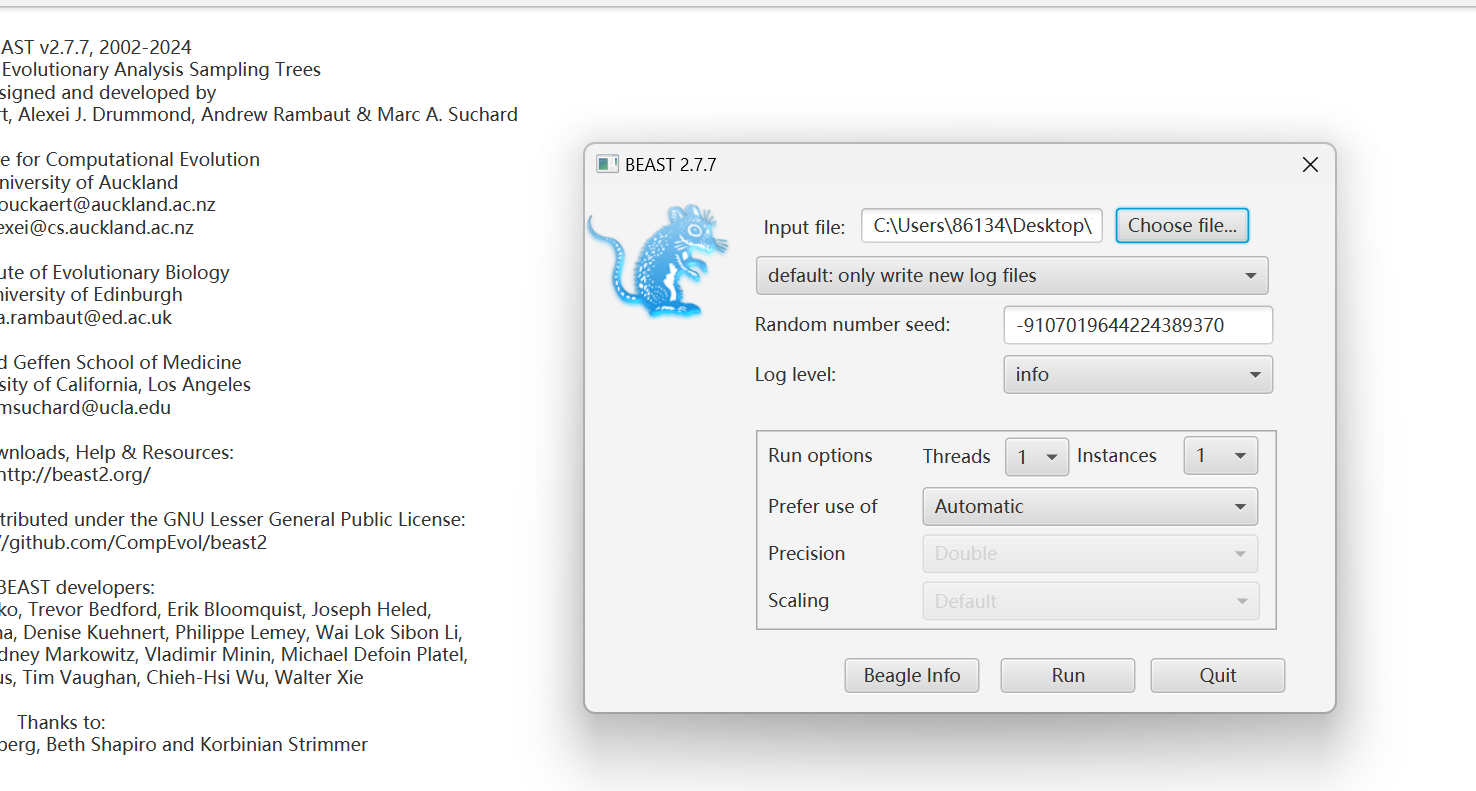 AST v2.7.7, 2002-2024
Evolutionary Analysis Sampling Trees
signed and developed by
t, Alexei J. Drummond, Andrew Rambaut & Marc A. Suchard
e for Computational Evolution
niversity of Auckland
ouckaert@auckland.ac.nz
exei@cs.auckland.ac.nz
ute of Evolutionary Biology
niversity of Edinburgh
a.rambaut@ed.ac.uk
d Geffen School of Medicine
sity of California, Los Angeles
msuchard@ucla.edu
wnloads, Help & Resources:
http://beast2.org/
tributed under the GNU Lesser General Public License:
//github.com/CompEvol/beast2
BEAST developers:
ko, Trevor Bedford, Erik Bloomquist, Joseph Heled,
na, Denise Kuehnert, Philippe Lemey, Wai Lok Sibon Li,
dney Markowitz, Vladimir Minin, Michael Defoin Platel,
us, Tim Vaughan, Chieh-Hsi Wu, Walter Xie
Thanks to:
berg, Beth Shapiro and Korbinian Strimmer
BEAST 2.7.7
Input file: C:\Users\86134\Desktop\ Choose file...
default: only write new log files
Random number seed: -9107019644224389370
Log level: info
Run options Threads 1 Instances 1
Prefer use of Automatic
Precision Double
Scaling Default
Beagle Info Run Quit